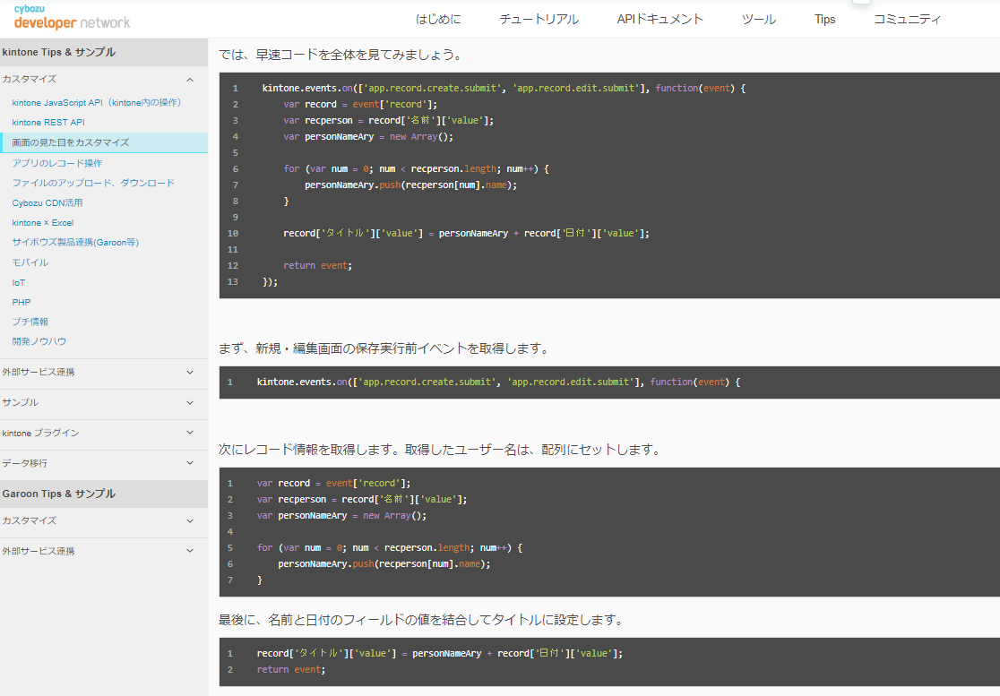 cybozu
developer network
はじめに チュートリアル APIドキュメント ツール Tips コミュニティ
kintone Tips & サンプル
カスタマイズ
kintone JavaScript API（kintone内の操作）
kintone REST API
画面の見た目をカスタマイズ
アプリのレコード操作
ファイルのアップロード、ダウンロード
Cybozu CDN活用
kintone × Excel
サイボウズ製品連携(Garoon等)
モバイル
IoT
PHP
プチ情報
開発ノウハウ
外部サービス連携
サンプル
kintone プラグイン
データ移行
Garoon Tips & サンプル
カスタマイズ
外部サービス連携
では、早速コードを全体を見てみましょう。
1 kintone.events.on(['app.record.create.submit', 'app.record.edit.submit'], function(event) {
2 var record = event['record'];
3 var recperson = record['名前']['value'];
4 var personNameAry = new Array();
5
6 for (var num = 0; num < recperson.length; num++) {
7 personNameAry.push(recperson[num].name);
8 }
9
10 record['タイトル']['value'] = personNameAry + record['日付']['value'];
11
12 return event;
13 });
まず、新規・編集画面の保存実行前イベントを取得します。
1 kintone.events.on(['app.record.create.submit', 'app.record.edit.submit'], function(event) {
次にレコード情報を取得します。取得したユーザー名は、配列にセットします。
1 var record = event['record'];
2 var recperson = record['名前']['value'];
3 var personNameAry = new Array();
4
5 for (var num = 0; num < recperson.length; num++) {
6 personNameAry.push(recperson[num].name);
7 }
最後に、名前と日付のフィールドの値を結合してタイトルに設定します。
1 record['タイトル']['value'] = personNameAry + record['日付']['value'];
2 return event;